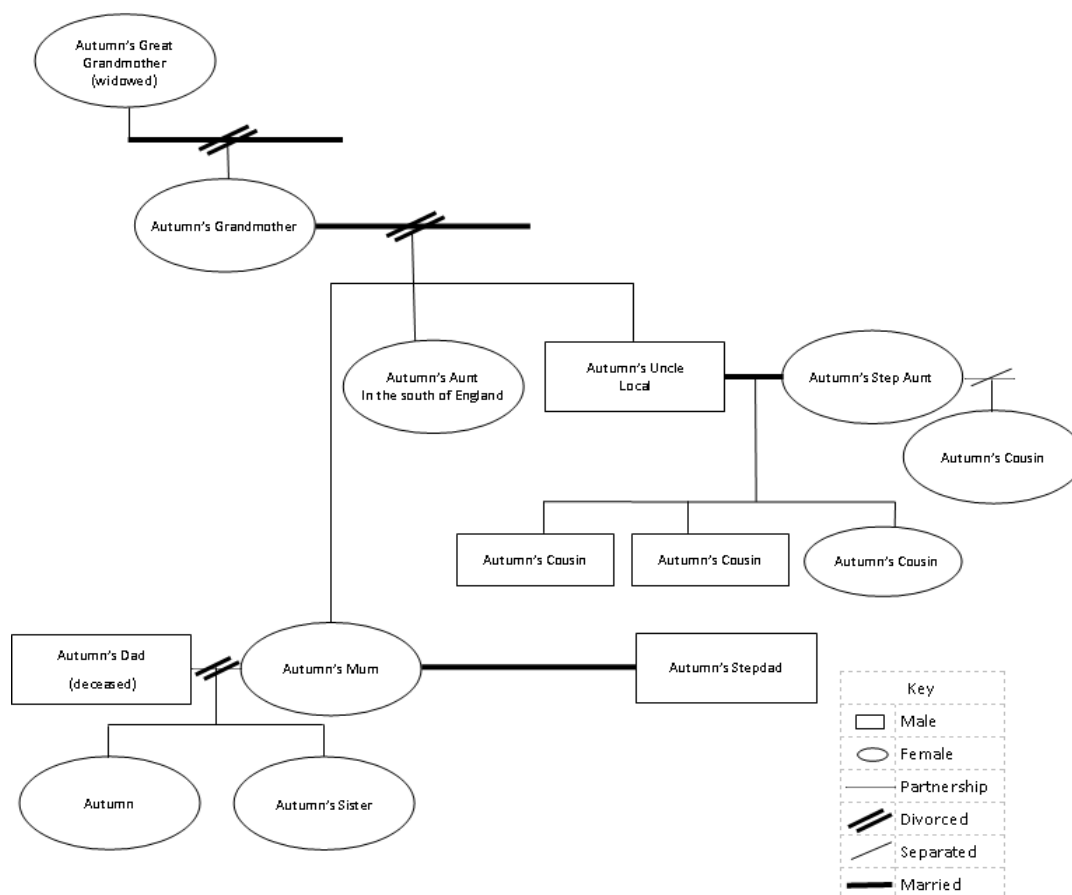 Autumn's Great
Grandmother
(widowed)
Autumn's Grandmother
Autumn's Aunt
In the south of England
Autumn's Uncle
Local
Autumn's Step Aunt
Autumn's Cousin
Autumn's Cousin
Autumn's Cousin
Autumn's Cousin
Autumn's Dad
(deceased)
Autumn's Mum
Autumn's Stepdad
Autumn
Autumn's Sister
Key
Male
Female
Partnership
Divorced
Separated
Married